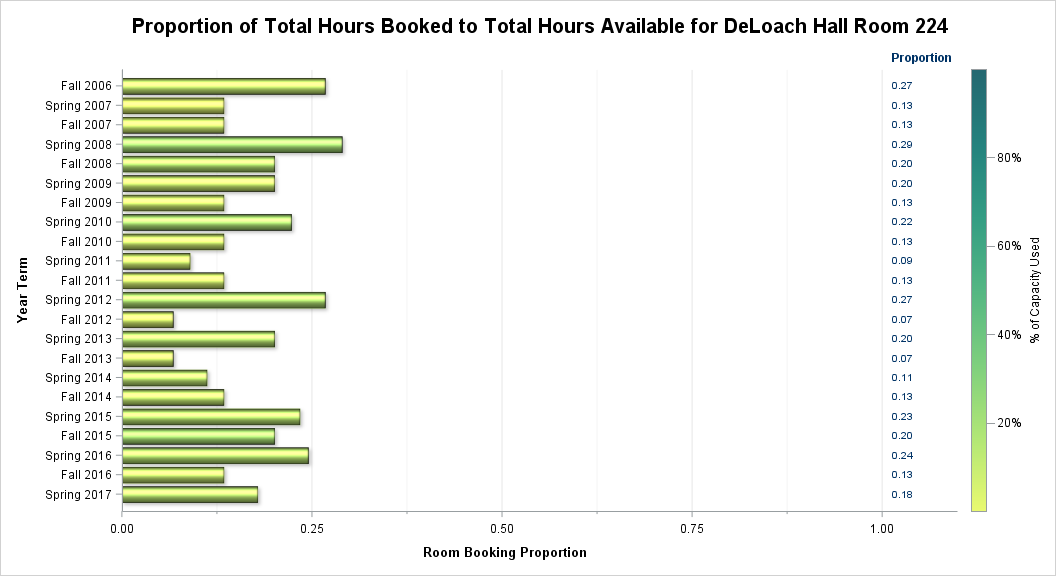 Proportion of Total Hours Booked to Total Hours Available for DeLoach Hall Room 224
Proportion
Fall 2006 0.27
Spring 2007 0.13
Fall 2007 0.13
Spring 2008 0.29
Fall 2008 0.20
Spring 2009 0.20
Fall 2009 0.13
Spring 2010 0.22
Fall 2010 0.13
Spring 2011 0.09
Fall 2011 0.13
Spring 2012 0.27
Fall 2012 0.07
Spring 2013 0.20
Fall 2013 0.07
Spring 2014 0.11
Fall 2014 0.13
Spring 2015 0.23
Fall 2015 0.20
Spring 2016 0.24
Fall 2016 0.13
Spring 2017 0.18
Year Term
0.00 0.25 0.50 0.75 1.00
Room Booking Proportion
80%
60%
40%
20%
% of Capacity Used